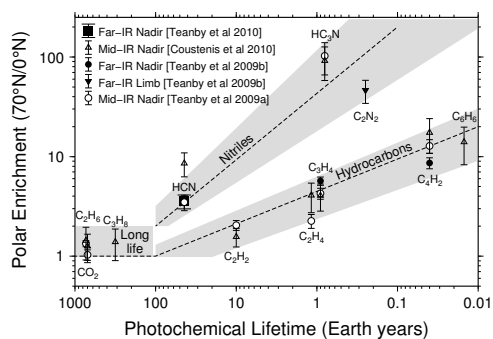 Far-IR Nadir [Teanby et al 2010]
Mid-IR Nadir [Coustenis et al 2010]
Far-IR Nadir [Teanby et al 2009b]
Far-IR Limb [Teanby et al 2009b]
Mid-IR Nadir [Teanby et al 2009a]
HC₃N
C₂N₂
C₆H₆
Nitriles
Hydrocarbons
HCN
C₃H₄
C₄H₂
C₂H₆
C₃H₈
Long
life
CO₂
C₂H₂
C₂H₄
100
10
1
1000
100
10
1
0.1
0.01
Polar Enrichment (70°N/0°N)
Photochemical Lifetime (Earth years)